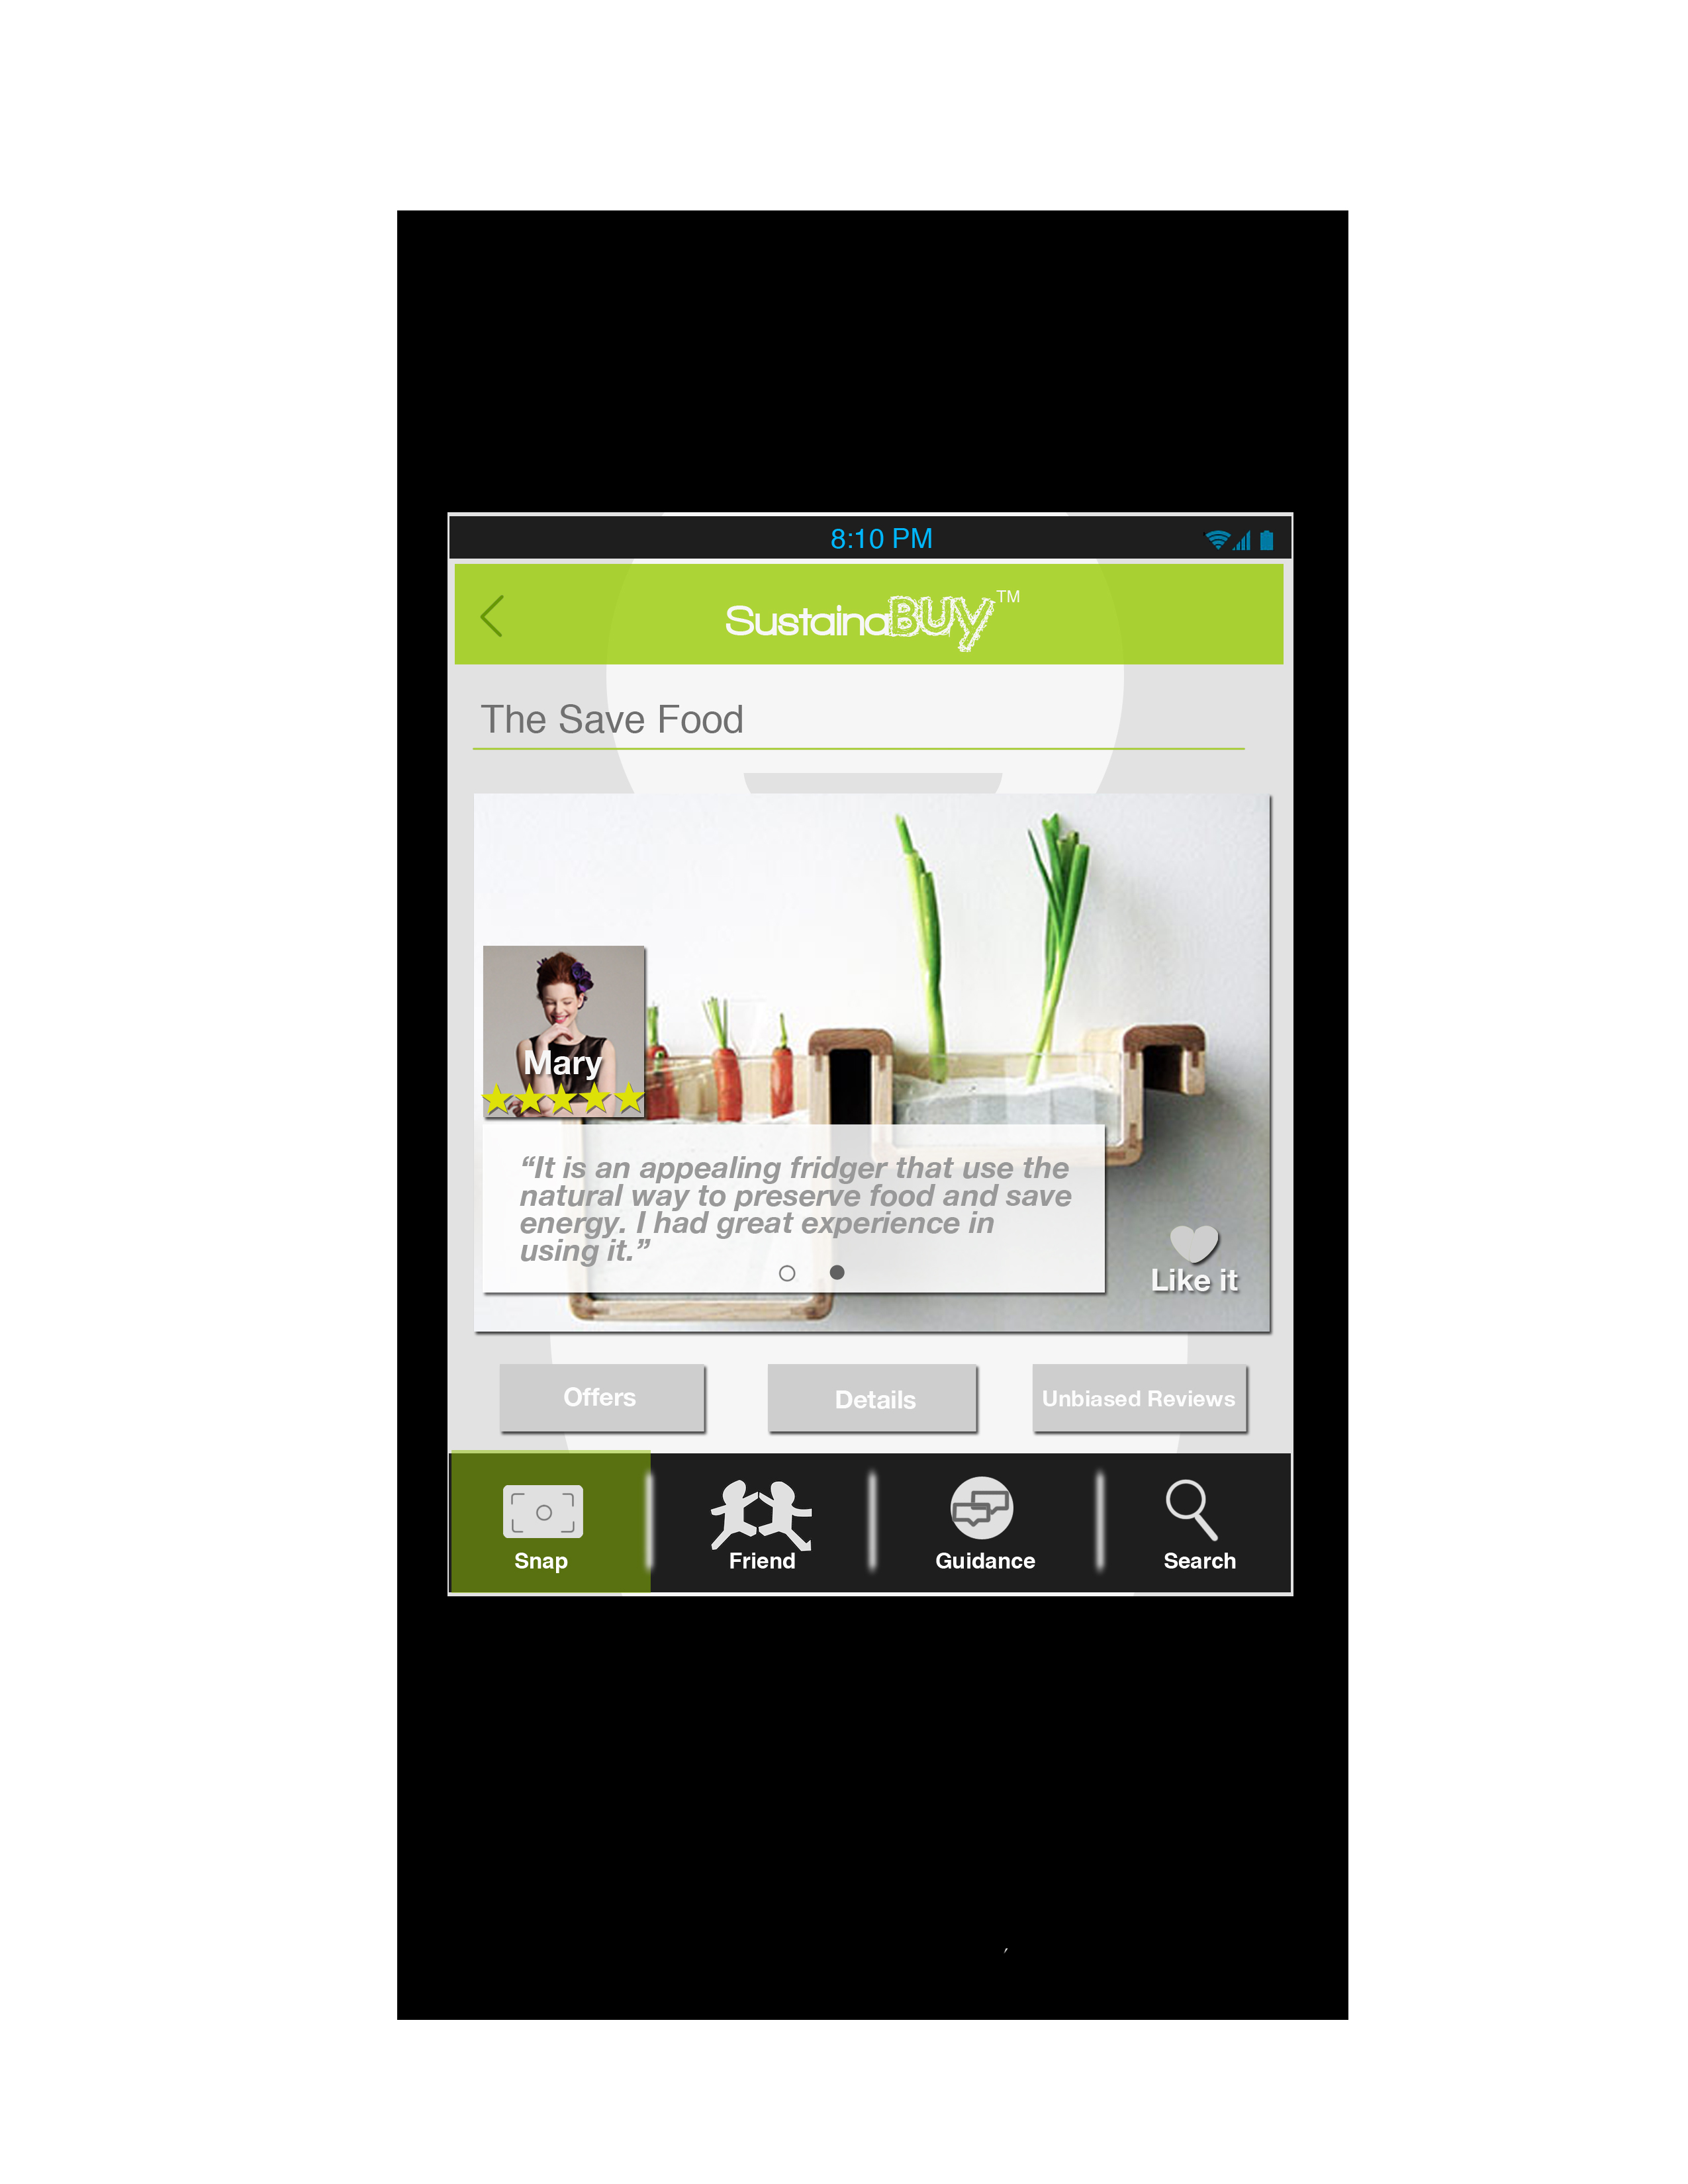 8:10 PM
SustainaBUY™
The Save Food
Mary
“It is an appealing fridger that use the
natural way to preserve food and save
energy. I had great experience in
using it.”
Like it
Offers
Details
Unbiased Reviews
Snap
Friend
Guidance
Search